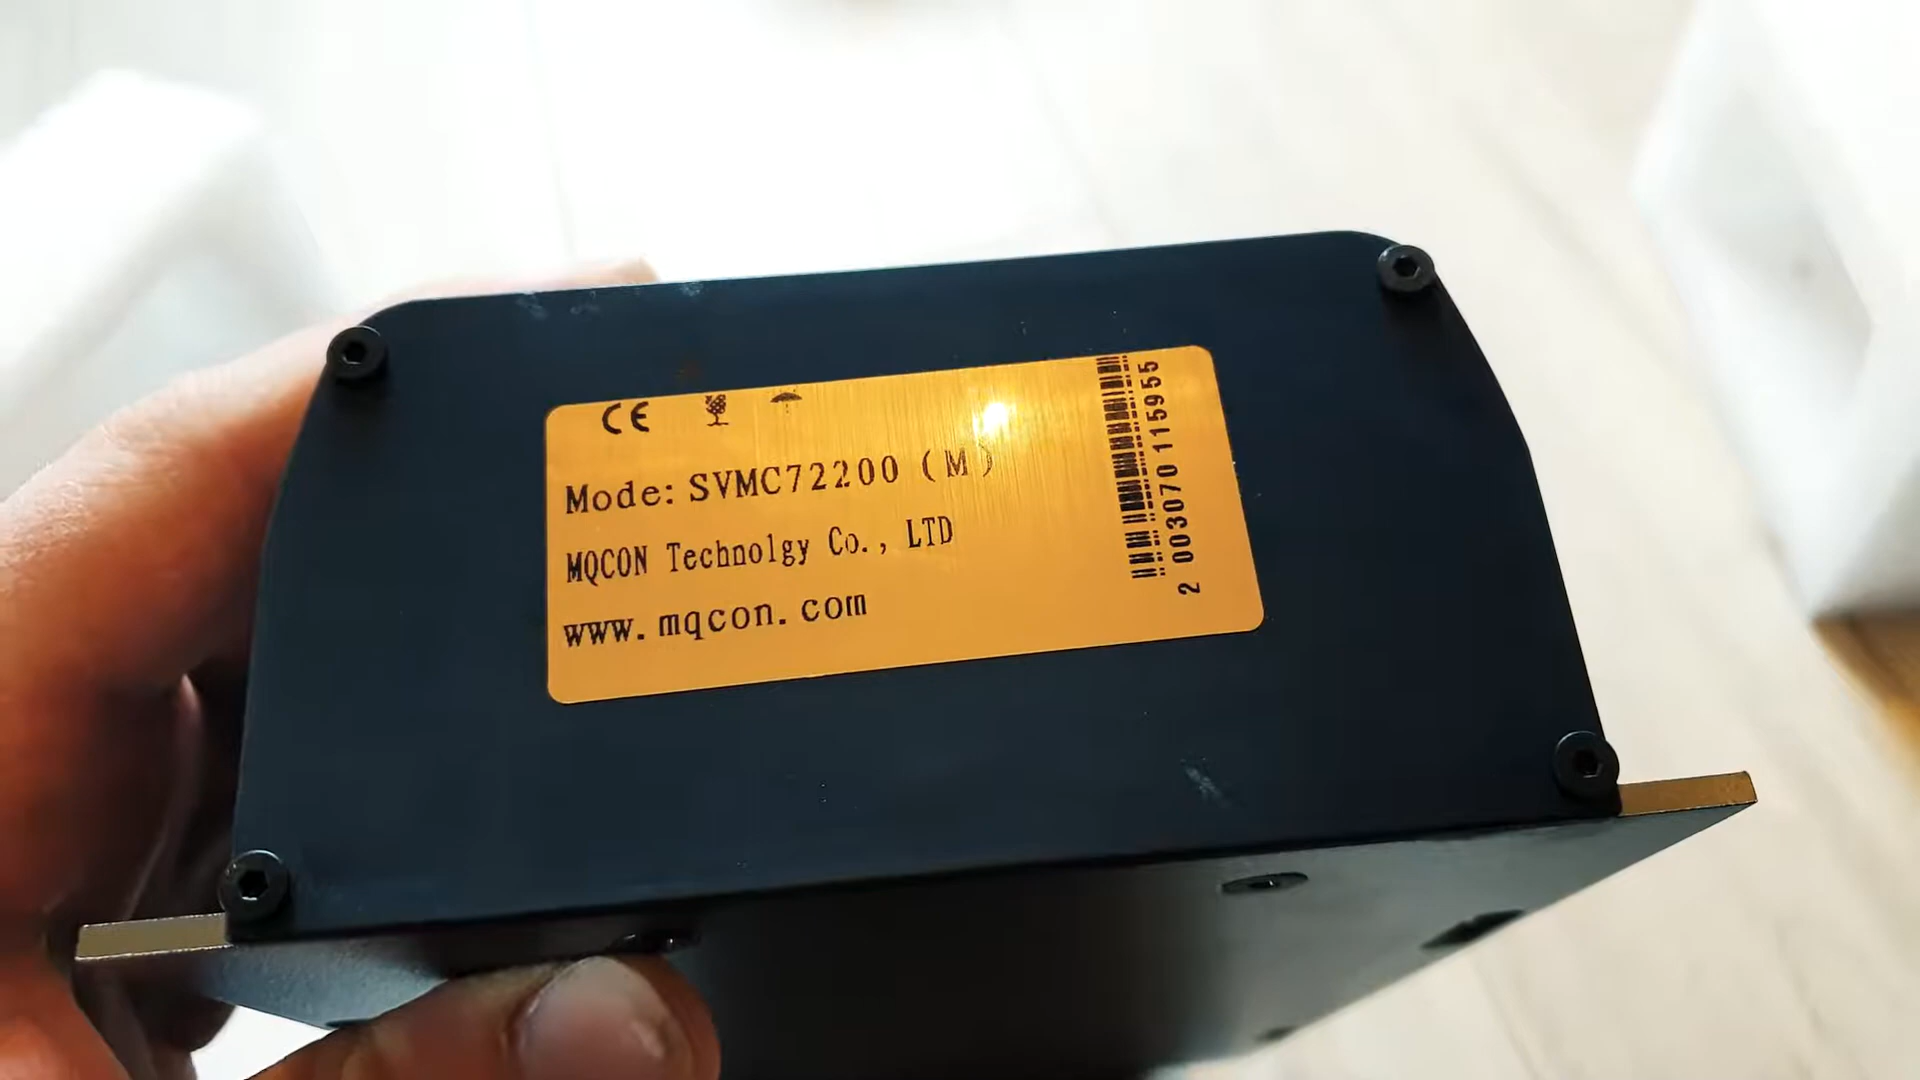 CE
Mode: SVMC72200 (M)
MQCON Technolgy Co., LTD
www.mqcon.com
2 003070 115955